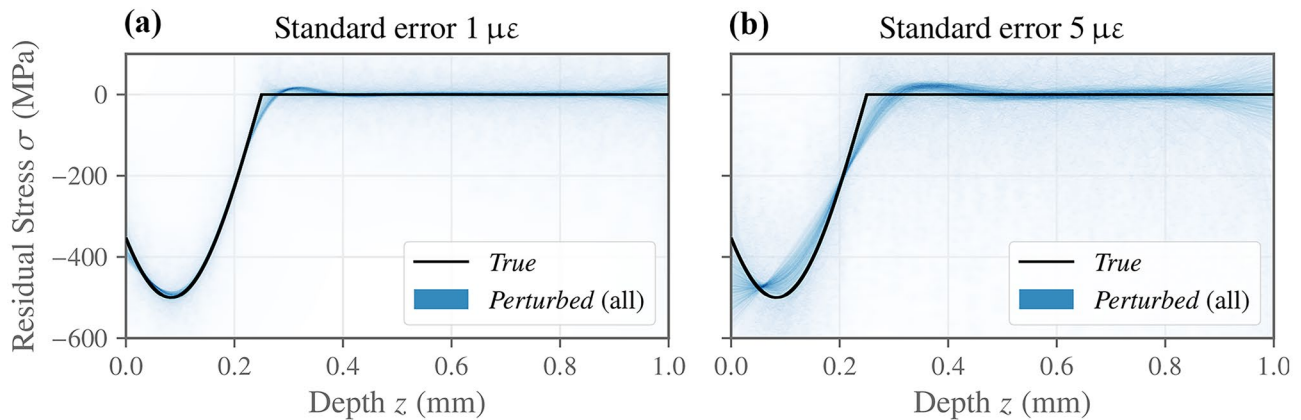 (a)
Standard error 1 με
Residual Stress σ (MPa)
0
−200
−400
−600
0.0 0.2 0.4 0.6 0.8 1.0
Depth z (mm)
True
Perturbed (all)
(b)
Standard error 5 με
0.0 0.2 0.4 0.6 0.8 1.0
Depth z (mm)
True
Perturbed (all)